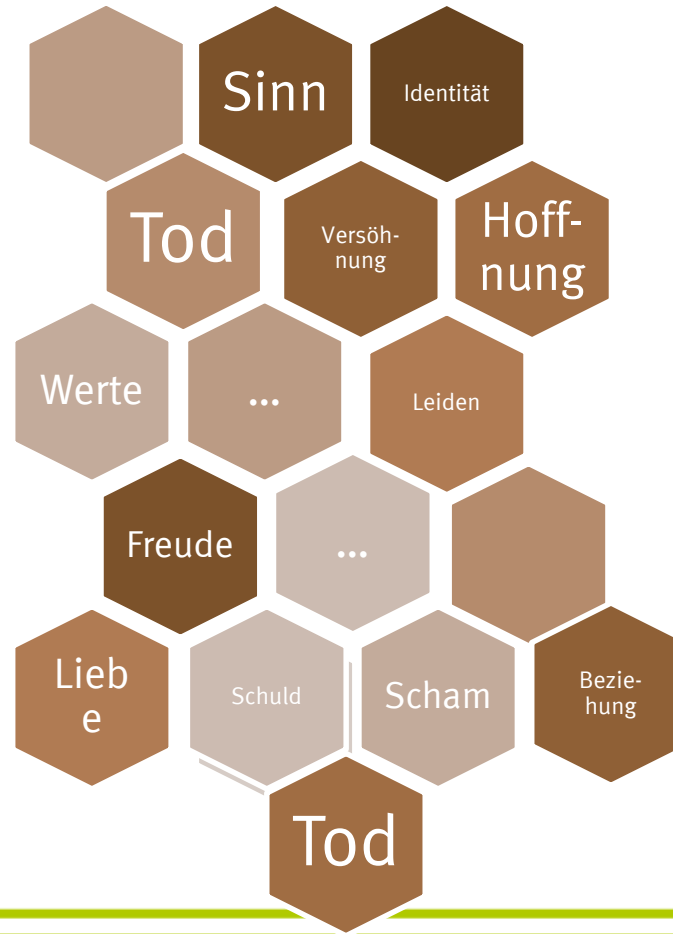 Sinn
Identität
Tod
Versöh-
nung
Hoff-
nung
Werte
...
Leiden
Freude
...
Lieb
e
Schuld
Scham
Bezie-
hung
Tod